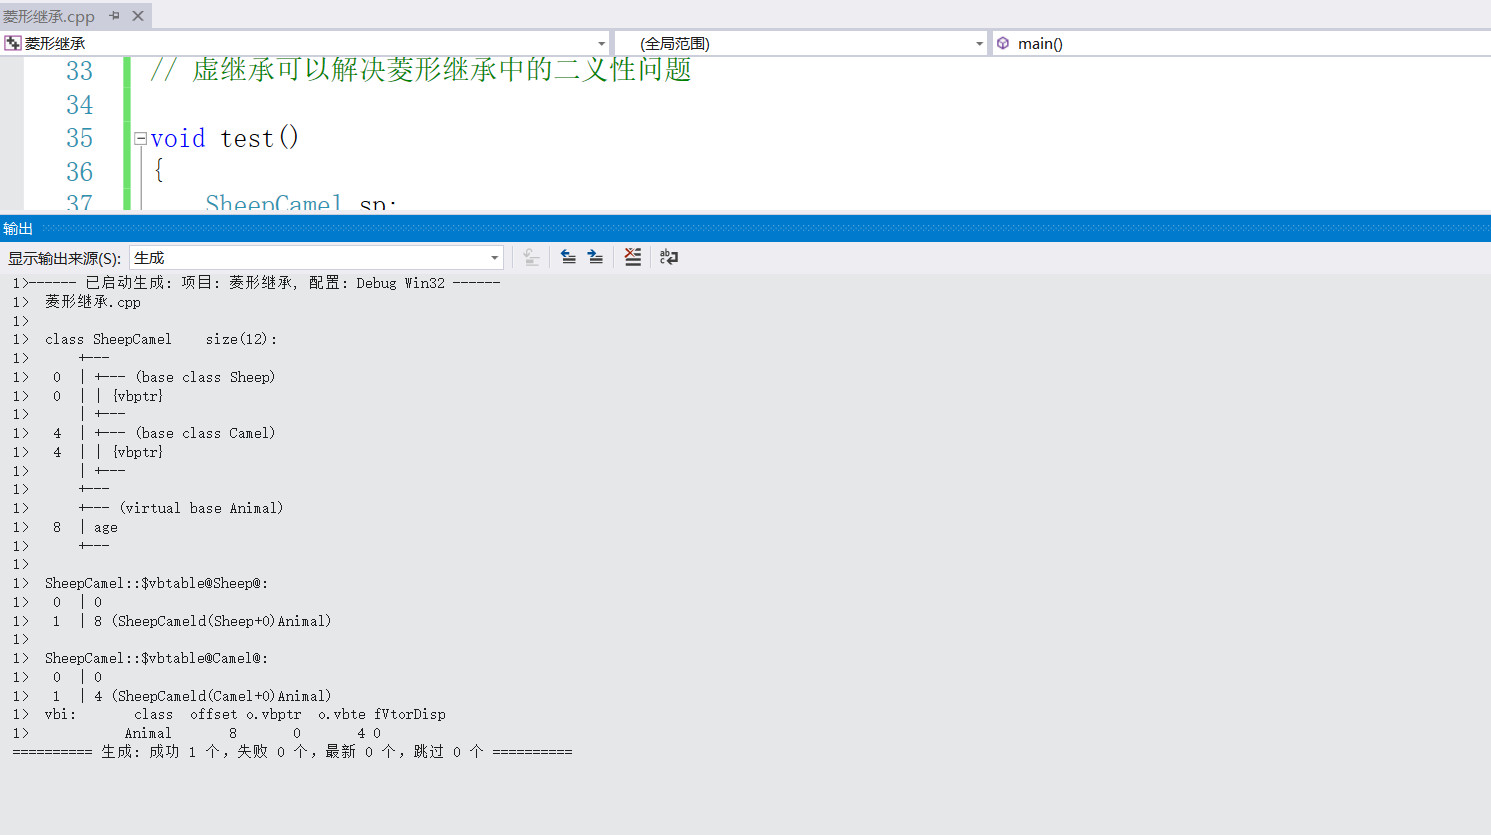 菱形继承.cpp
菱形继承
(全局范围)
main()
33 // 虚继承可以解决菱形继承中的二义性问题
34
35 void test()
36 {
37 SheepCamel sp;
输出
显示输出来源(S): 生成
1>------ 已启动生成: 项目: 菱形继承, 配置: Debug Win32 ------
1>  菱形继承.cpp
1>
1>  class SheepCamel    size(12):
1>      +---
1>   0  | +--- (base class Sheep)
1>   0  | | {vbptr}
1>      | +---
1>   4  | +--- (base class Camel)
1>   4  | | {vbptr}
1>      | +---
1>      +---
1>      +--- (virtual base Animal)
1>   8  | age
1>      +---
1>
1>  SheepCamel::$vbtable@Sheep@:
1>   0  | 0
1>   1  | 8 (SheepCameld(Sheep+0)Animal)
1>
1>  SheepCamel::$vbtable@Camel@:
1>   0  | 0
1>   1  | 4 (SheepCameld(Camel+0)Animal)
1>  vbi:       class  offset o.vbptr  o.vbte fVtorDisp
1>            Animal       8       0       4 0
========== 生成: 成功 1 个，失败 0 个，最新 0 个，跳过 0 个 ==========